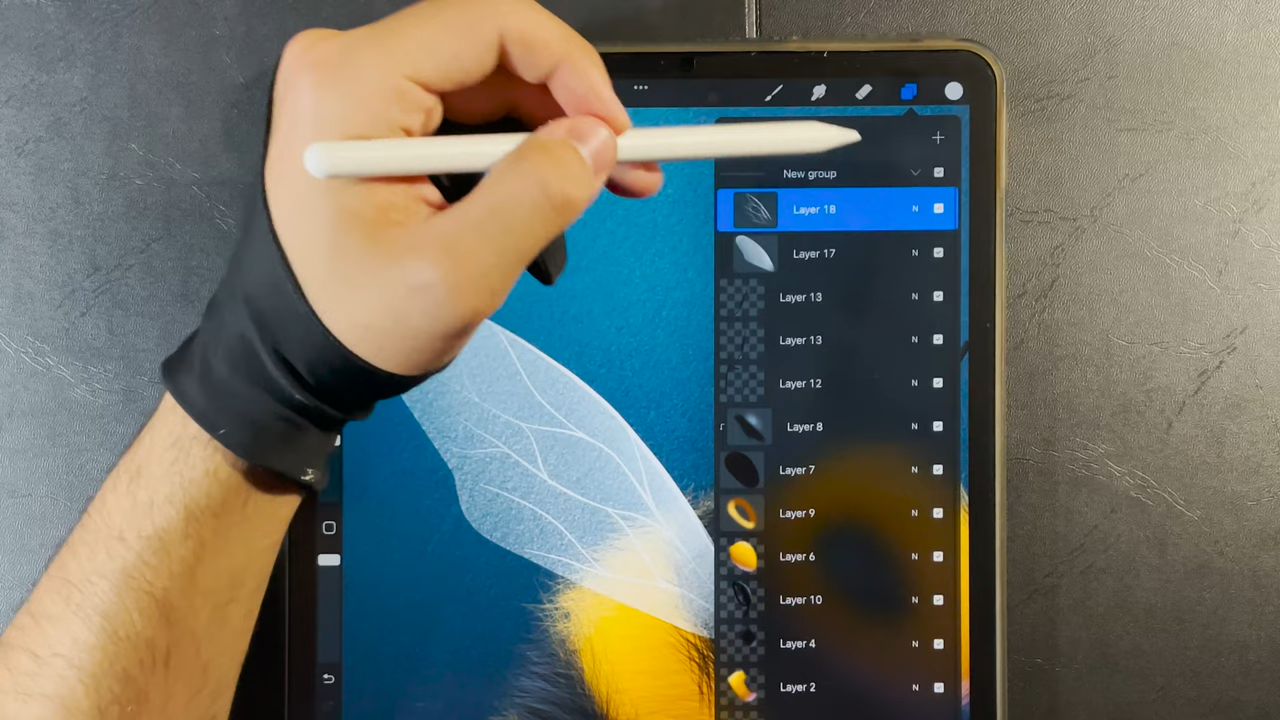 New group
Layer 18 N
Layer 17 N
Layer 13 N
Layer 13 N
Layer 12 N
Layer 8 N
Layer 7 N
Layer 9 N
Layer 6 N
Layer 10 N
Layer 4 N
Layer 2 N